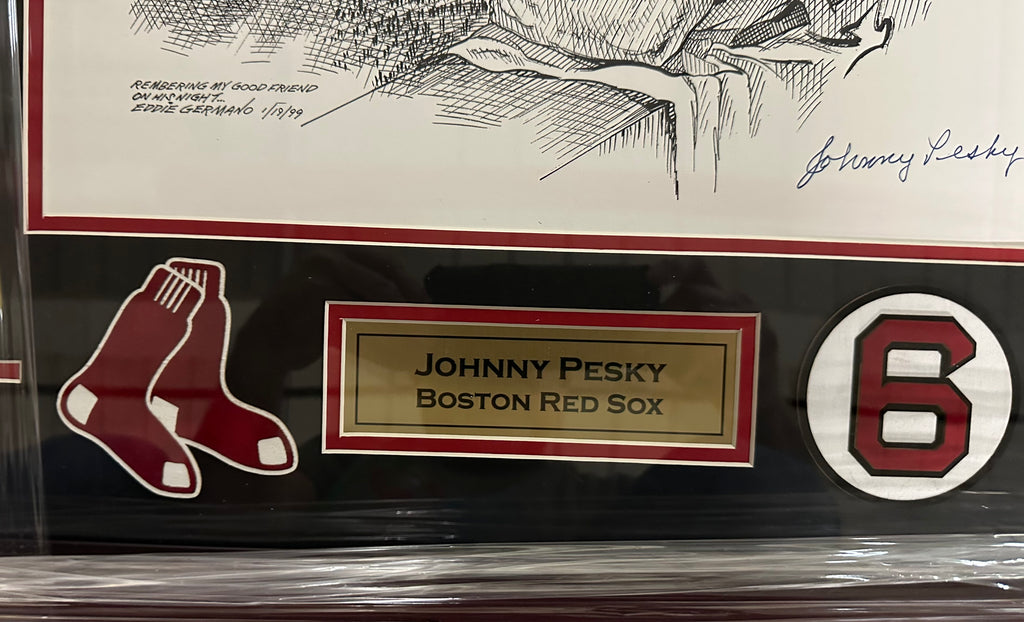 REMBERING MY GOOD FRIEND
ON HIS NIGHT...
EDDIE GERMANO 1/19/99
Johnny Pesky
JOHNNY PESKY
BOSTON RED SOX
6